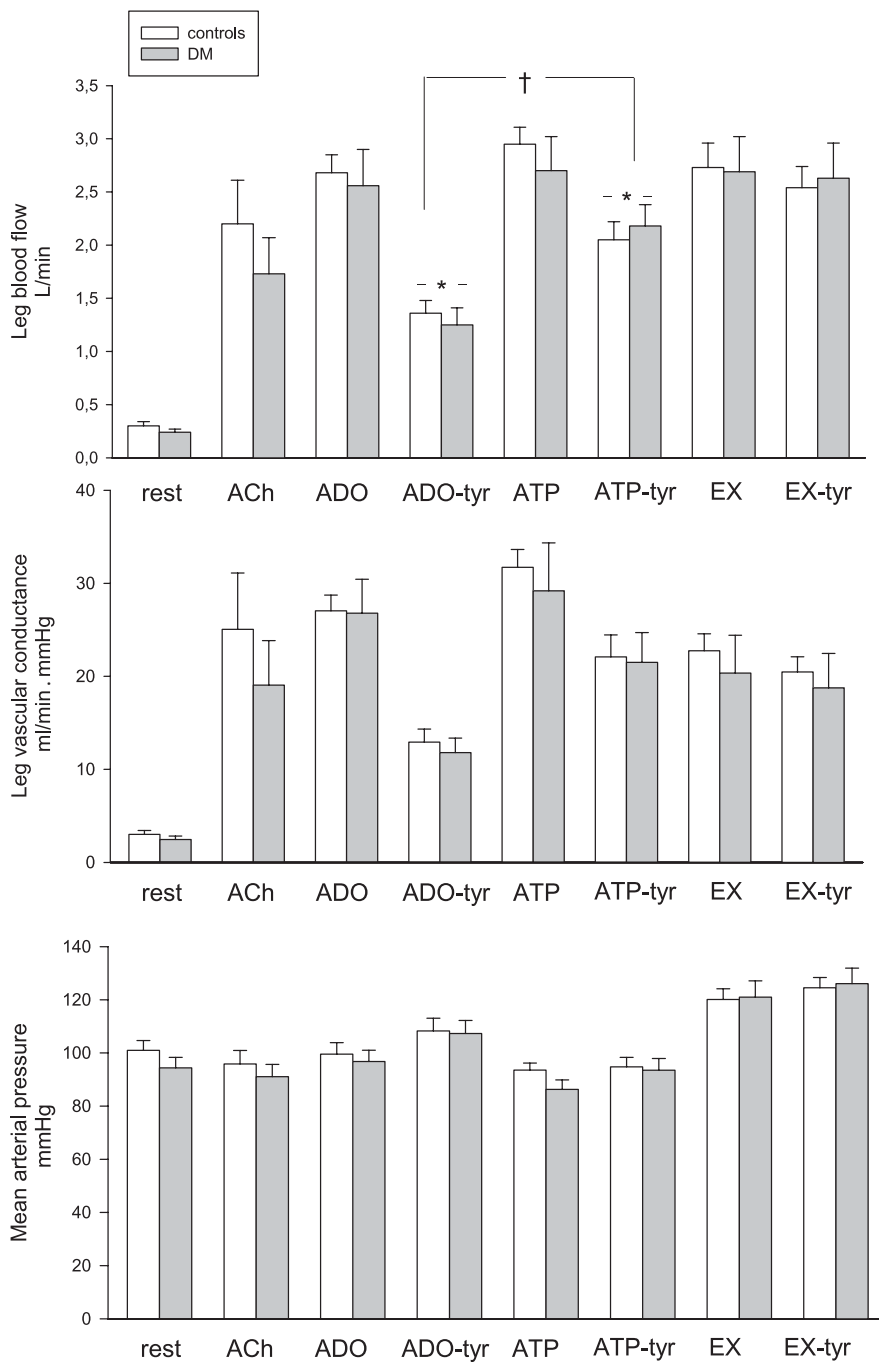 controls
DM
†
3,5
3,0
2,5
2,0
1,5
1,0
0,5
0,0
Leg blood flow
L/min
- * -
- * -
rest ACh ADO ADO-tyr ATP ATP-tyr EX EX-tyr
40
30
20
10
0
Leg vascular conductance
ml/min.mmHg
rest ACh ADO ADO-tyr ATP ATP-tyr EX EX-tyr
140
120
100
80
60
40
20
0
Mean arterial pressure
mmHg
rest ACh ADO ADO-tyr ATP ATP-tyr EX EX-tyr